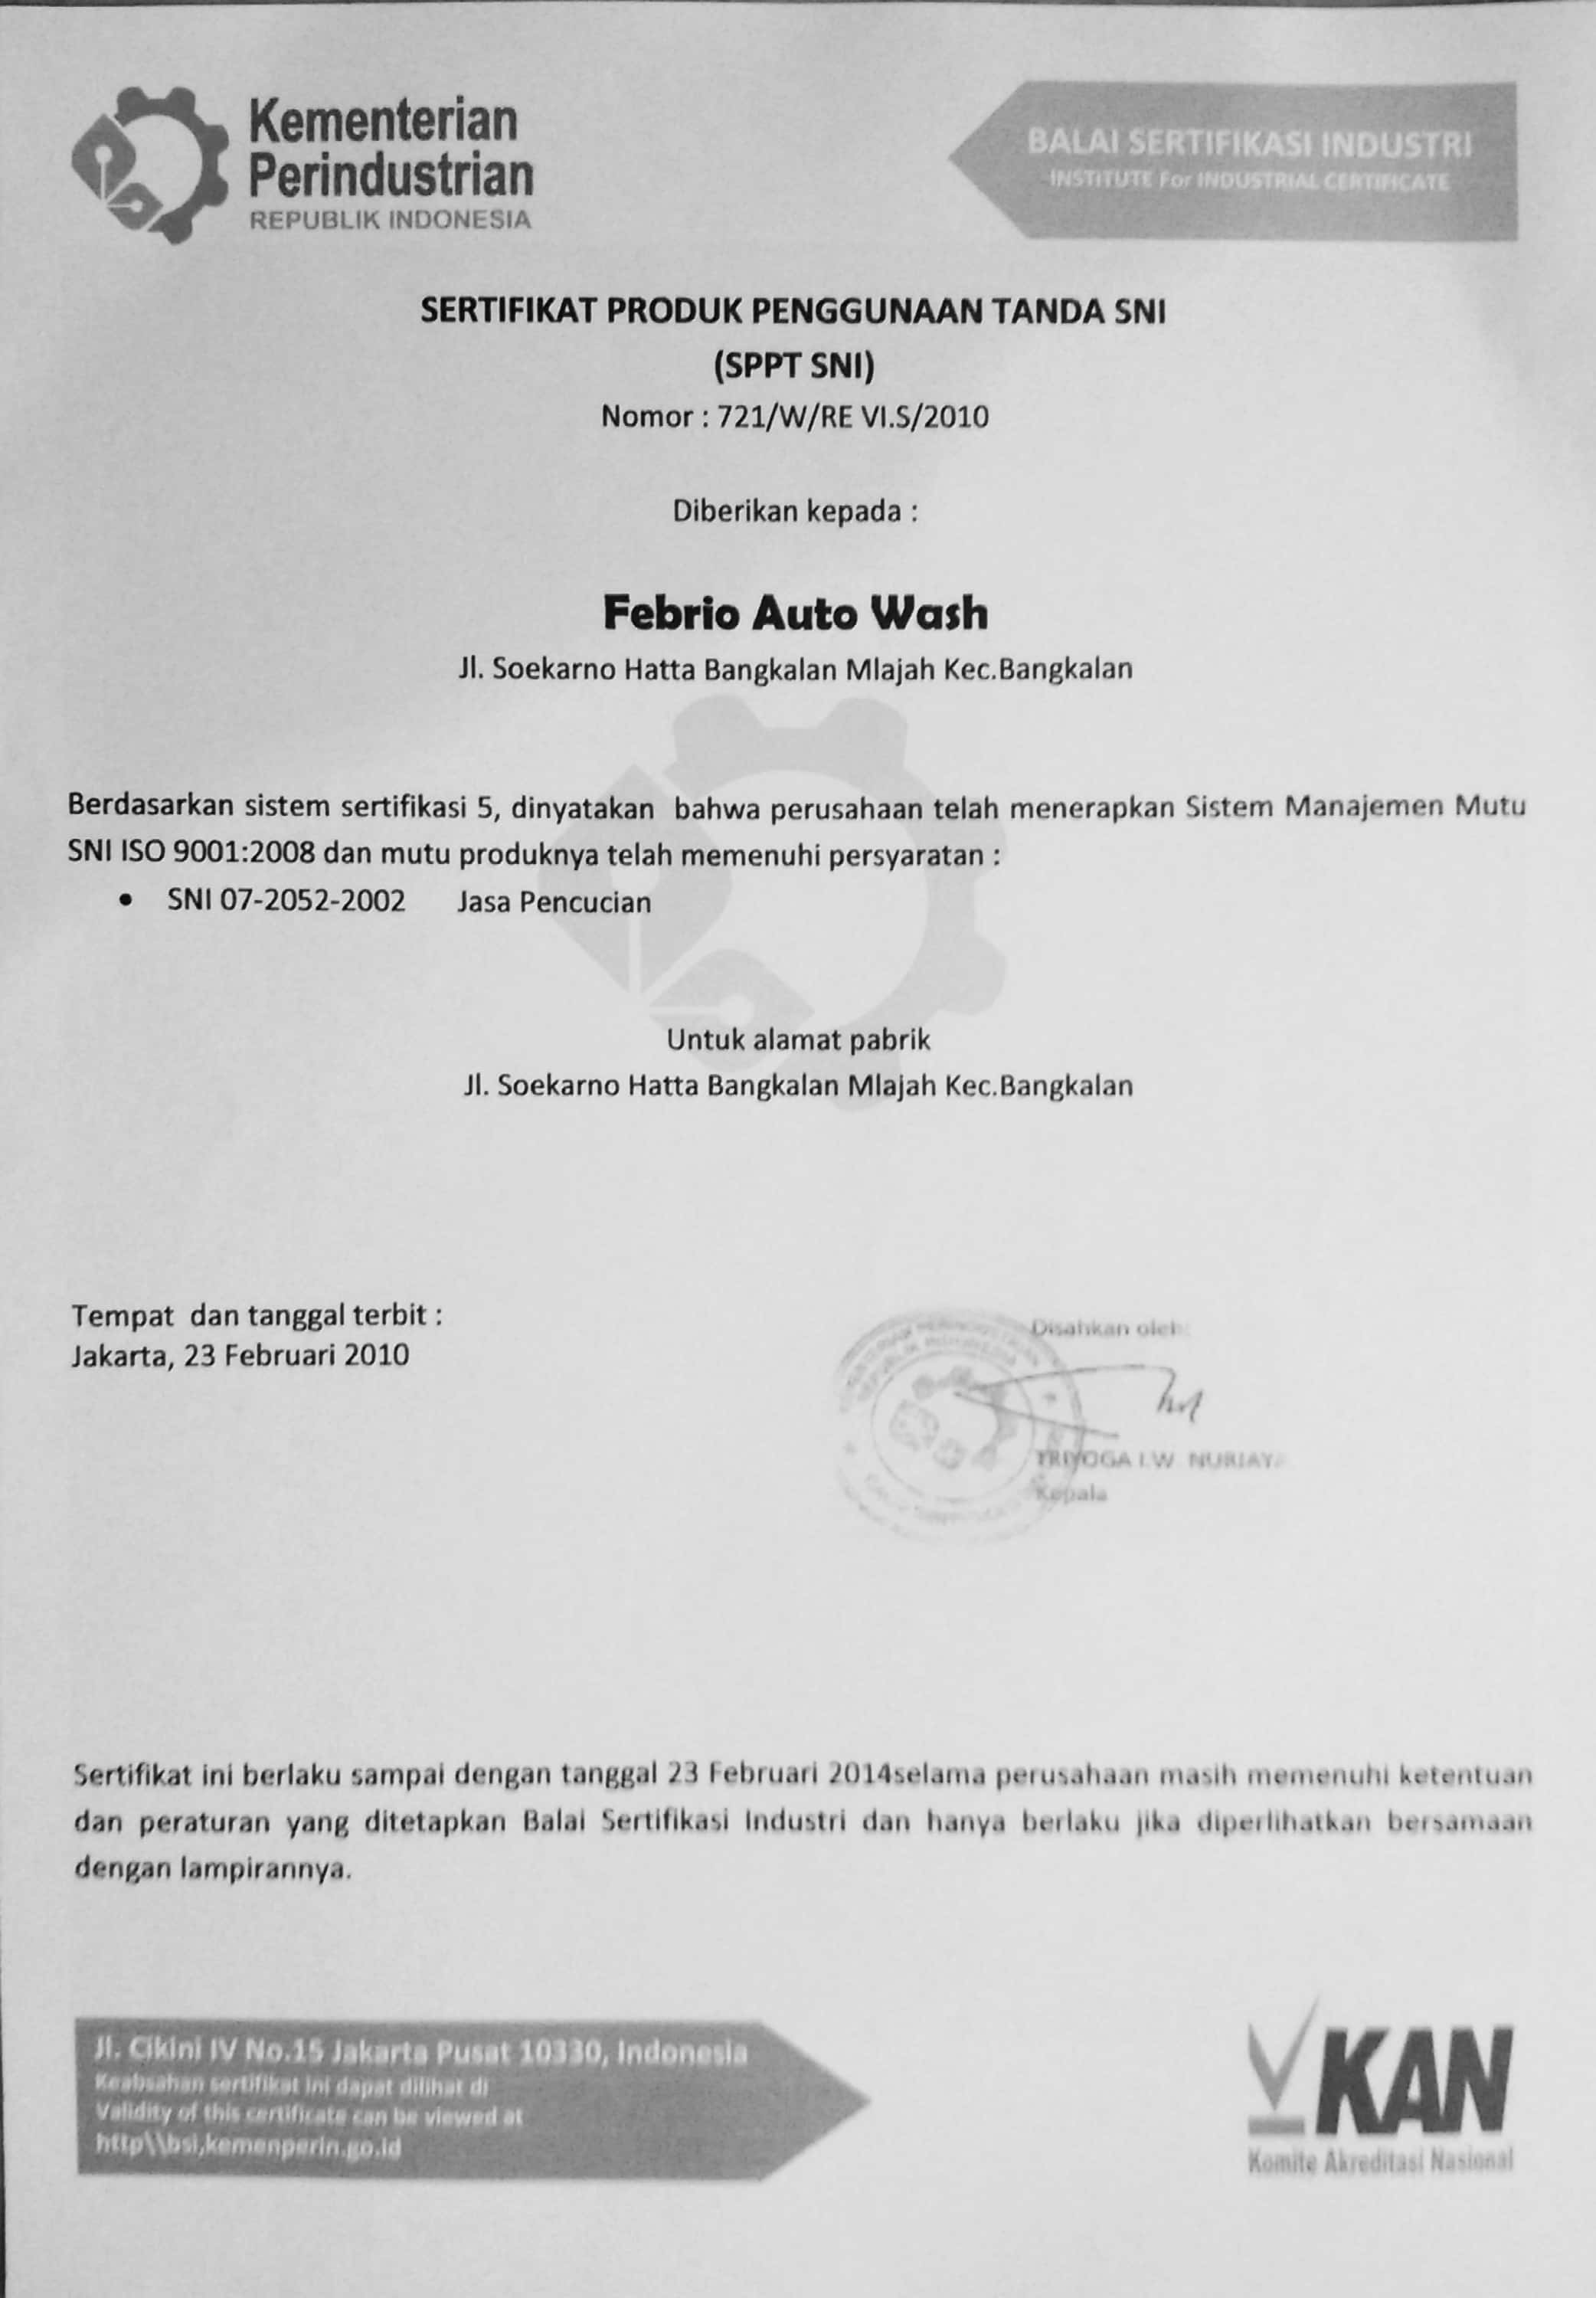 Kementerian
Perindustrian
REPUBLIK INDONESIA
BALAI SERTIFIKASI INDUSTRI
INSTITUTE For INDUSTRIAL CERTIFICATE
SERTIFIKAT PRODUK PENGGUNAAN TANDA SNI
(SPPT SNI)
Nomor : 721/W/RE VI.S/2010
Diberikan kepada :
Febrio Auto Wash
Jl. Soekarno Hatta Bangkalan Mlajah Kec.Bangkalan
Berdasarkan sistem sertifikasi 5, dinyatakan bahwa perusahaan telah menerapkan Sistem Manajemen Mutu
SNI ISO 9001:2008 dan mutu produknya telah memenuhi persyaratan :
• SNI 07-2052-2002 Jasa Pencucian
Untuk alamat pabrik
Jl. Soekarno Hatta Bangkalan Mlajah Kec.Bangkalan
Tempat dan tanggal terbit :
Jakarta, 23 Februari 2010
Disahkan oleh:
TRIYOGA I.W NURJAYA
Kepala
Sertifikat ini berlaku sampai dengan tanggal 23 Februari 2014selama perusahaan masih memenuhi ketentuan
dan peraturan yang ditetapkan Balai Sertifikasi Industri dan hanya berlaku jika diperlihatkan bersamaan
dengan lampirannya.
Jl. Cikini IV No.15 Jakarta Pusat 10330, Indonesia
Keabsahan sertifikat ini dapat dilihat di
Validity of this certificate can be viewed at
http\\bsi,kemenperin.go.id
KAN
Komite Akreditasi Nasional